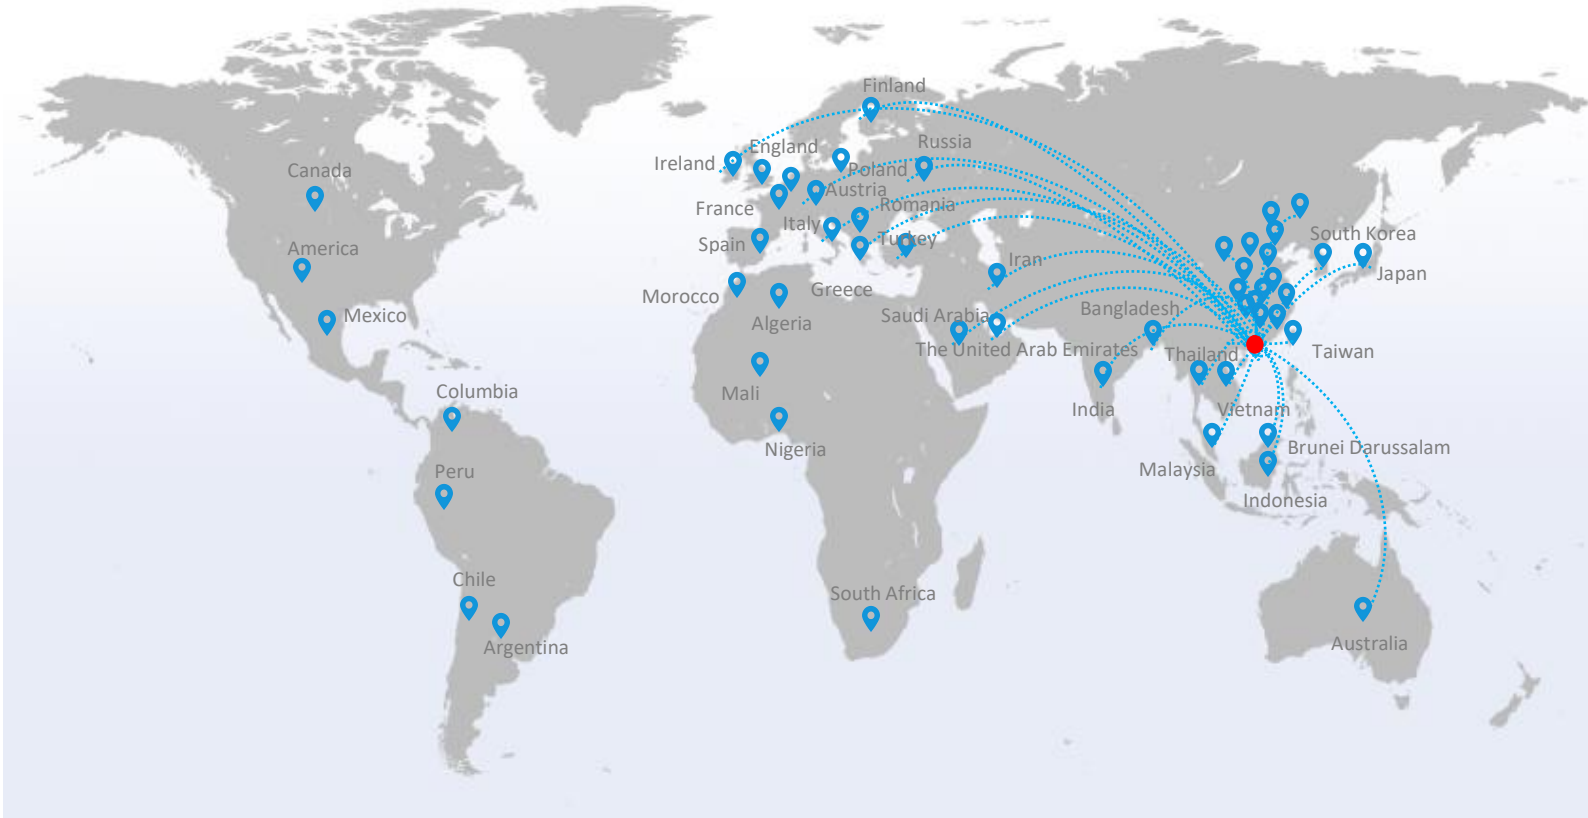 Finland
England
Russia
Ireland
Poland
Canada
Austria
France
Romania
Italy
South Korea
Spain
Turkey
America
Iran
Japan
Morocco
Greece
Bangladesh
Mexico
Saudi Arabia
Algeria
The United Arab Emirates
Thailand
Taiwan
Columbia
Mali
India
Vietnam
Nigeria
Brunei Darussalam
Peru
Malaysia
Indonesia
Chile
South Africa
Argentina
Australia